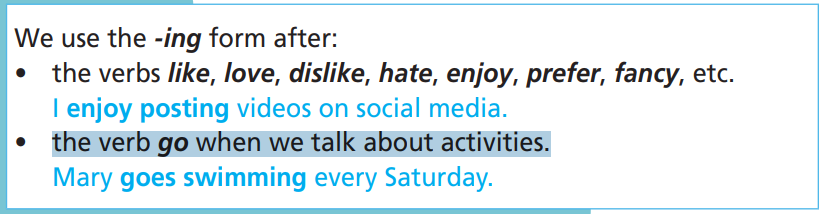 We use the -ing form after:
• the verbs like, love, dislike, hate, enjoy, prefer, fancy, etc.
I enjoy posting videos on social media.
• the verb go when we talk about activities.
Mary goes swimming every Saturday.